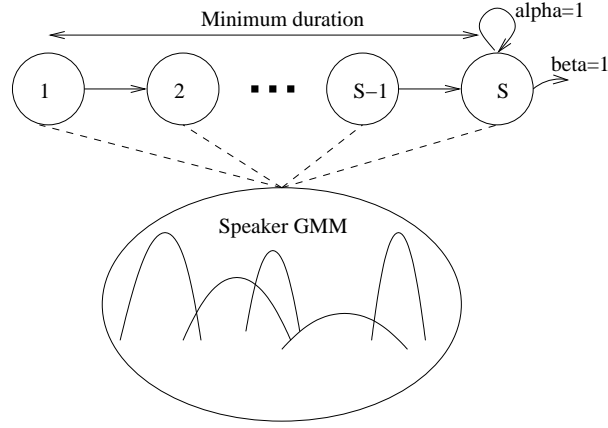 Minimum duration
alpha=1
beta=1
1 2 S−1 S
Speaker GMM